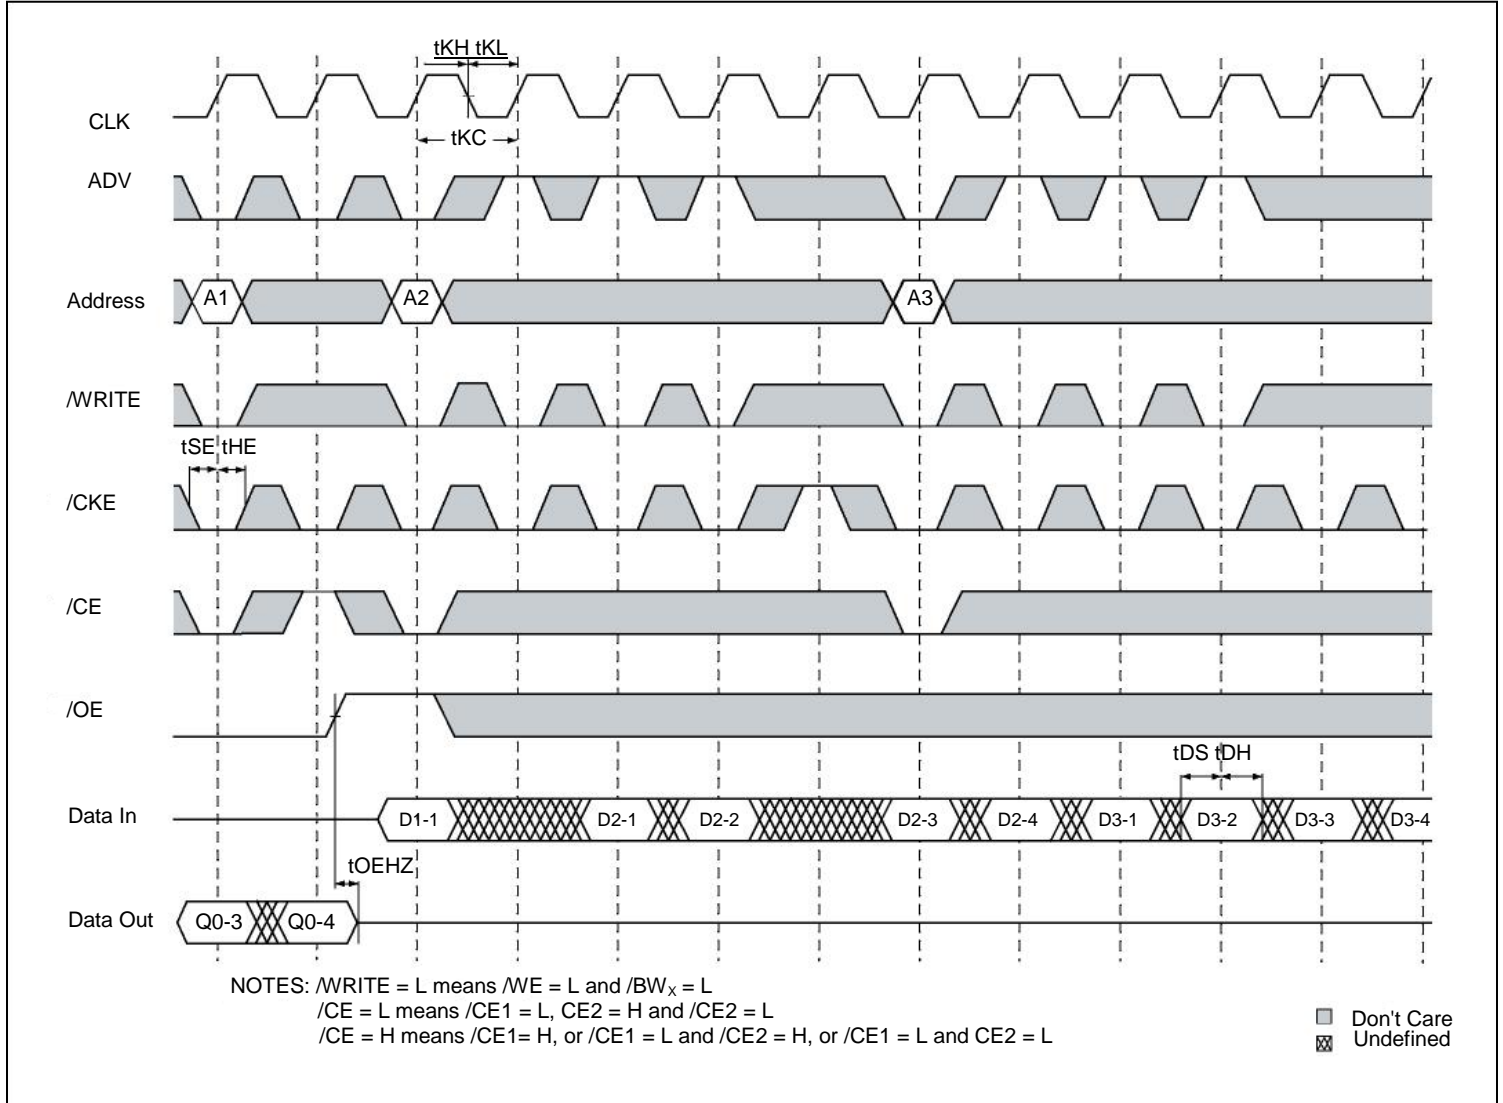 tKH tKL
CLK
tKC
ADV
Address
A1 A2 A3
/WRITE
tSE tHE
/CKE
/CE
/OE
tDS tDH
Data In
D1-1 D2-1 D2-2 D2-3 D2-4 D3-1 D3-2 D3-3 D3-4
tOEHZ
Data Out
Q0-3 Q0-4
NOTES: /WRITE = L means /WE = L and /BWX = L
/CE = L means /CE1 = L, CE2 = H and /CE2 = L
/CE = H means /CE1= H, or /CE1 = L and /CE2 = H, or /CE1 = L and CE2 = L
Don't Care
Undefined